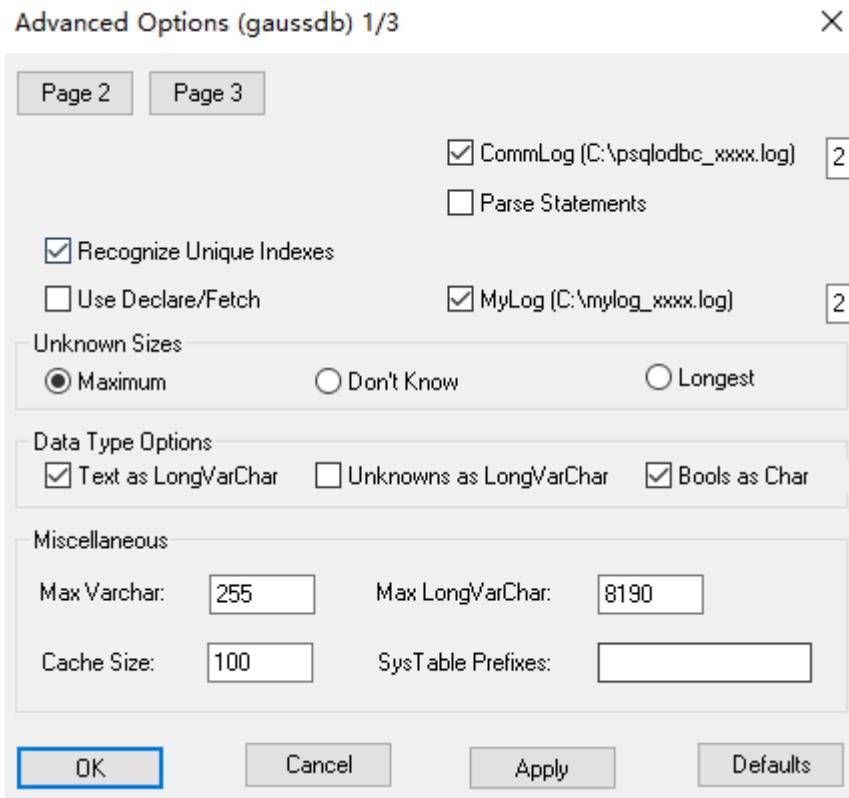 Advanced Options (gaussdb) 1/3
Page 2 Page 3
CommLog (C:\psqlodbc_xxxx.log) 2
Parse Statements
Recognize Unique Indexes
Use Declare/Fetch MyLog (C:\mylog_xxxx.log) 2
Unknown Sizes
Maximum Don't Know Longest
Data Type Options
Text as LongVarChar Unknowns as LongVarChar Bools as Char
Miscellaneous
Max Varchar: 255 Max LongVarChar: 8190
Cache Size: 100 SysTable Prefixes:
OK Cancel Apply Defaults